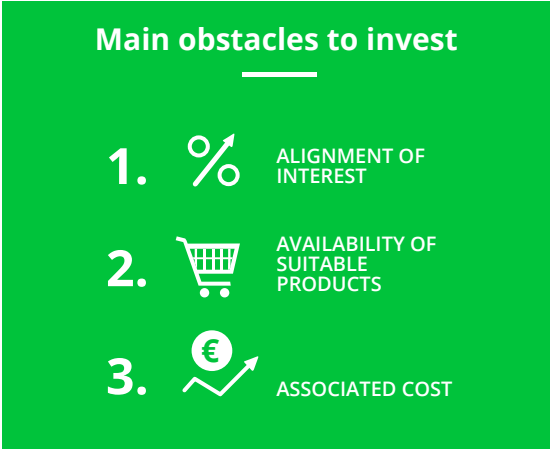 Main obstacles to invest
1.
ALIGNMENT OF
INTEREST
2.
AVAILABILITY OF
SUITABLE
PRODUCTS
€
3.
ASSOCIATED COST